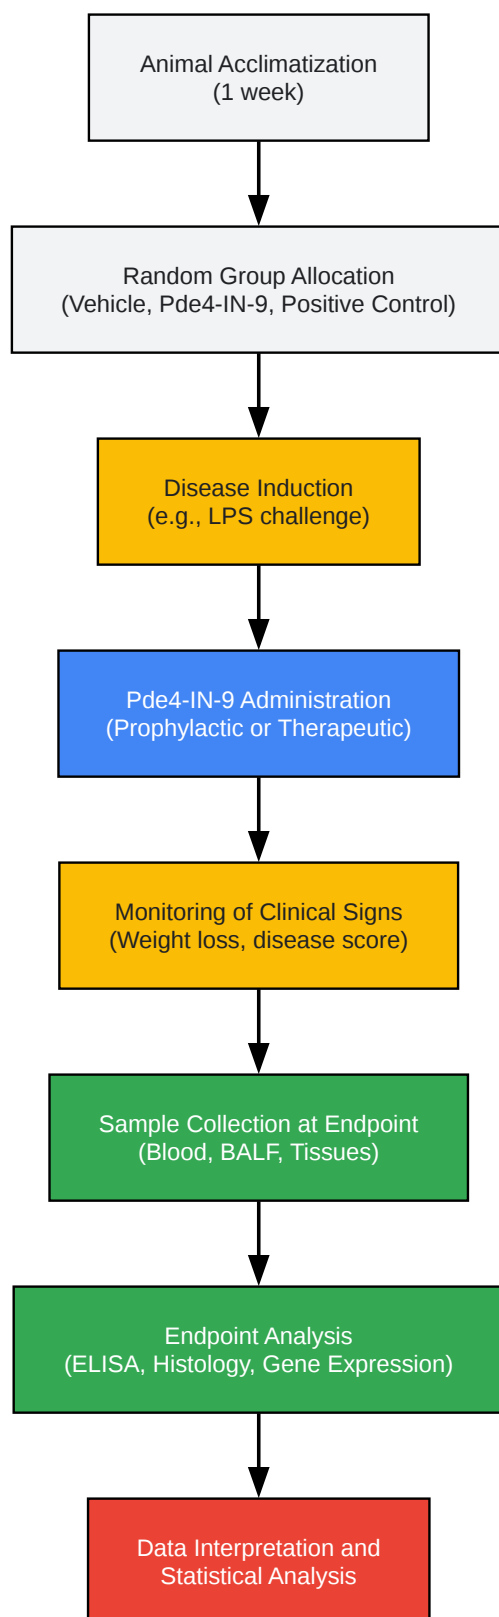 Animal Acclimatization
(1 week)
Random Group Allocation
(Vehicle, Pde4-IN-9, Positive Control)
Disease Induction
(e.g., LPS challenge)
Pde4-IN-9 Administration
(Prophylactic or Therapeutic)
Monitoring of Clinical Signs
(Weight loss, disease score)
Sample Collection at Endpoint
(Blood, BALF, Tissues)
Endpoint Analysis
(ELISA, Histology, Gene Expression)
Data Interpretation and
Statistical Analysis